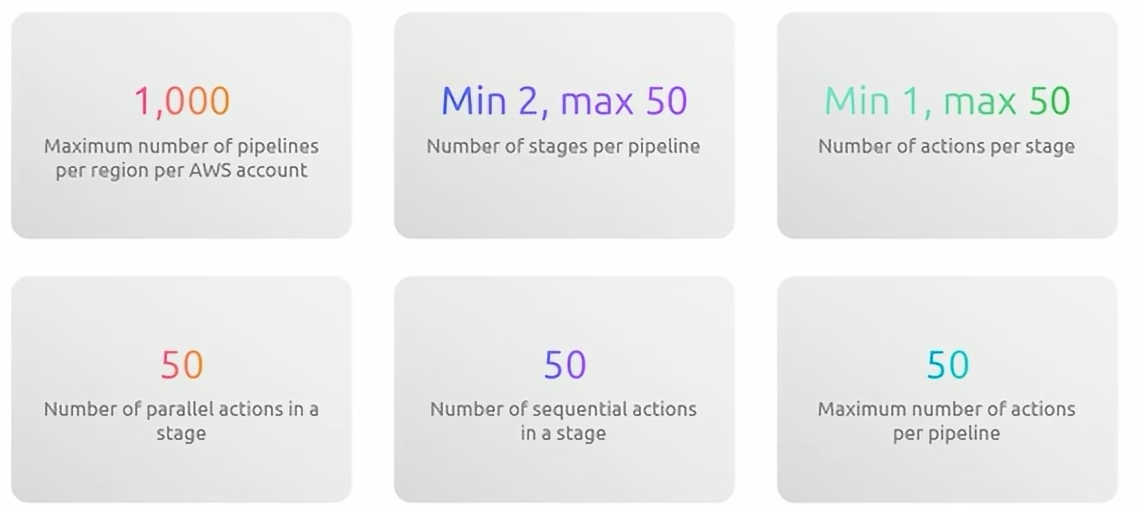 1,000
Maximum number of pipelines
per region per AWS account
Min 2, max 50
Number of stages per pipeline
Min 1, max 50
Number of actions per stage
50
Number of parallel actions in a
stage
50
Number of sequential actions
in a stage
50
Maximum number of actions
per pipeline